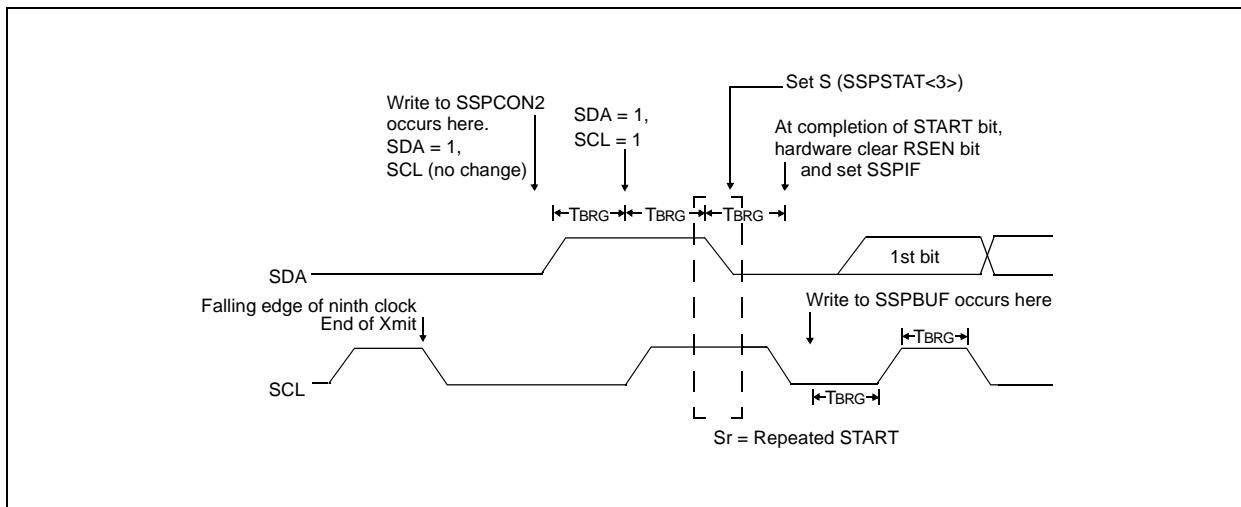 Set S (SSPSTAT<3>)
Write to SSPCON2
occurs here.
SDA = 1,
SCL (no change)
SDA = 1,
SCL = 1
At completion of START bit,
hardware clear RSEN bit
and set SSPIF
TBRG
TBRG
TBRG
SDA
1st bit
Falling edge of ninth clock
End of Xmit
Write to SSPBUF occurs here
TBRG
SCL
TBRG
Sr = Repeated START